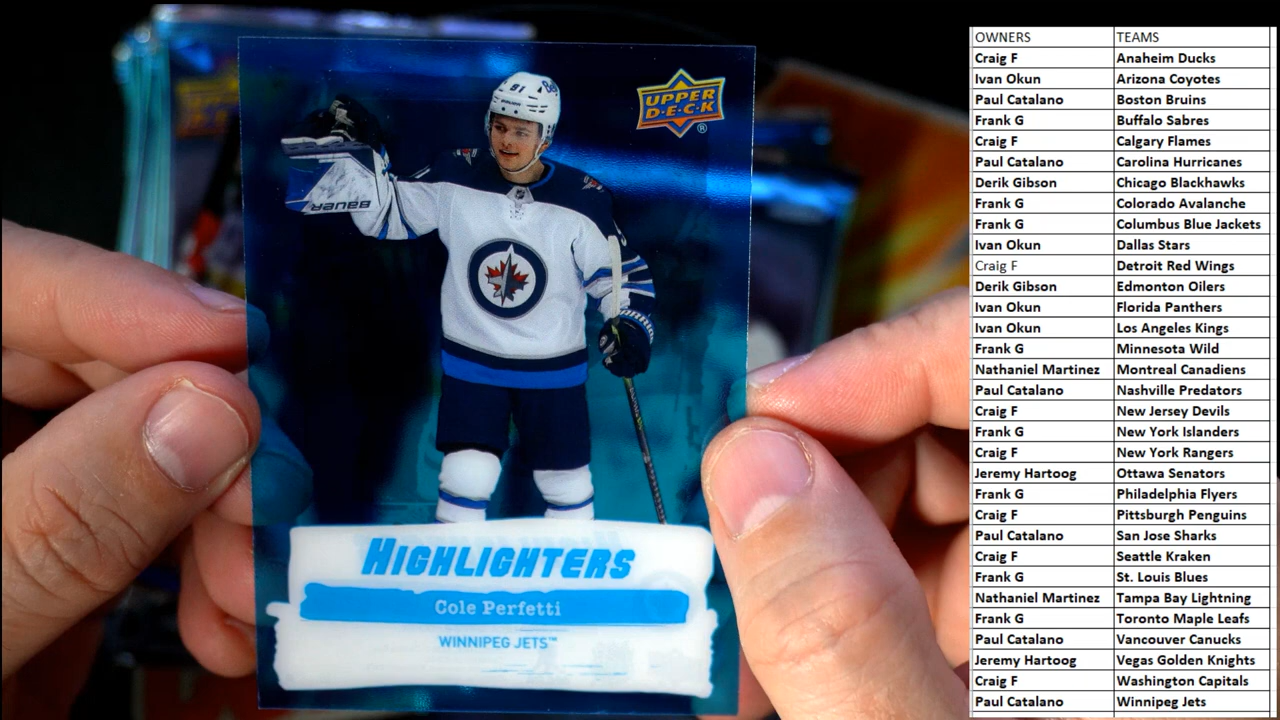 UPPER
D·E·C·K
®
91
BAUER
WARRIOR
HIGHLIGHTERS
Cole Perfetti
WINNIPEG JETS™
OWNERS TEAMS
Craig F Anaheim Ducks
Ivan Okun Arizona Coyotes
Paul Catalano Boston Bruins
Frank G Buffalo Sabres
Craig F Calgary Flames
Paul Catalano Carolina Hurricanes
Derik Gibson Chicago Blackhawks
Frank G Colorado Avalanche
Frank G Columbus Blue Jackets
Ivan Okun Dallas Stars
Craig F Detroit Red Wings
Derik Gibson Edmonton Oilers
Ivan Okun Florida Panthers
Ivan Okun Los Angeles Kings
Frank G Minnesota Wild
Nathaniel Martinez Montreal Canadiens
Paul Catalano Nashville Predators
Craig F New Jersey Devils
Frank G New York Islanders
Craig F New York Rangers
Jeremy Hartoog Ottawa Senators
Frank G Philadelphia Flyers
Craig F Pittsburgh Penguins
Paul Catalano San Jose Sharks
Craig F Seattle Kraken
Frank G St. Louis Blues
Nathaniel Martinez Tampa Bay Lightning
Frank G Toronto Maple Leafs
Paul Catalano Vancouver Canucks
Jeremy Hartoog Vegas Golden Knights
Craig F Washington Capitals
Paul Catalano Winnipeg Jets